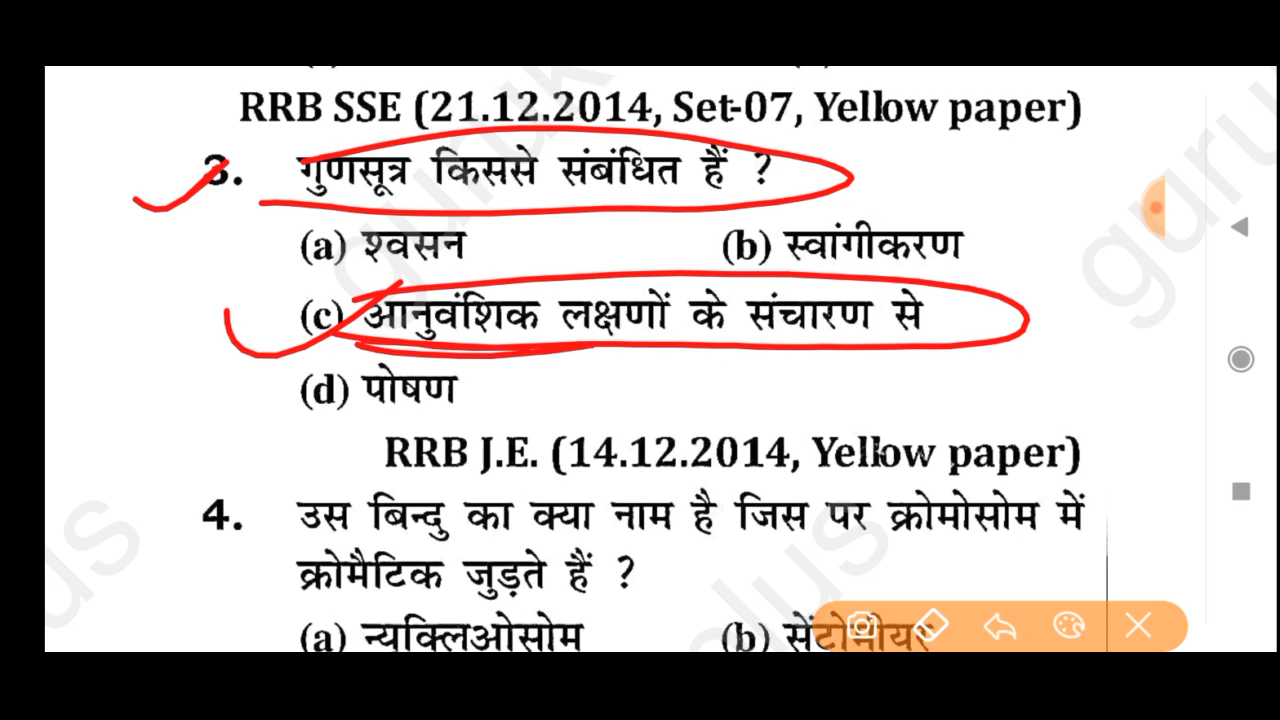 RRB SSE (21.12.2014, Set-07, Yellow paper)
3. गुणसूत्र किससे संबंधित हैं ?
(a) श्वसन (b) स्वांगीकरण
(c) आनुवंशिक लक्षणों के संचारण से
(d) पोषण
RRB J.E. (14.12.2014, Yellow paper)
4. उस बिन्दु का क्या नाम है जिस पर क्रोमोसोम में
क्रोमैटिक जुड़ते हैं ?
(a) न्यक्लिओसोम (b) सेंटोमीयर